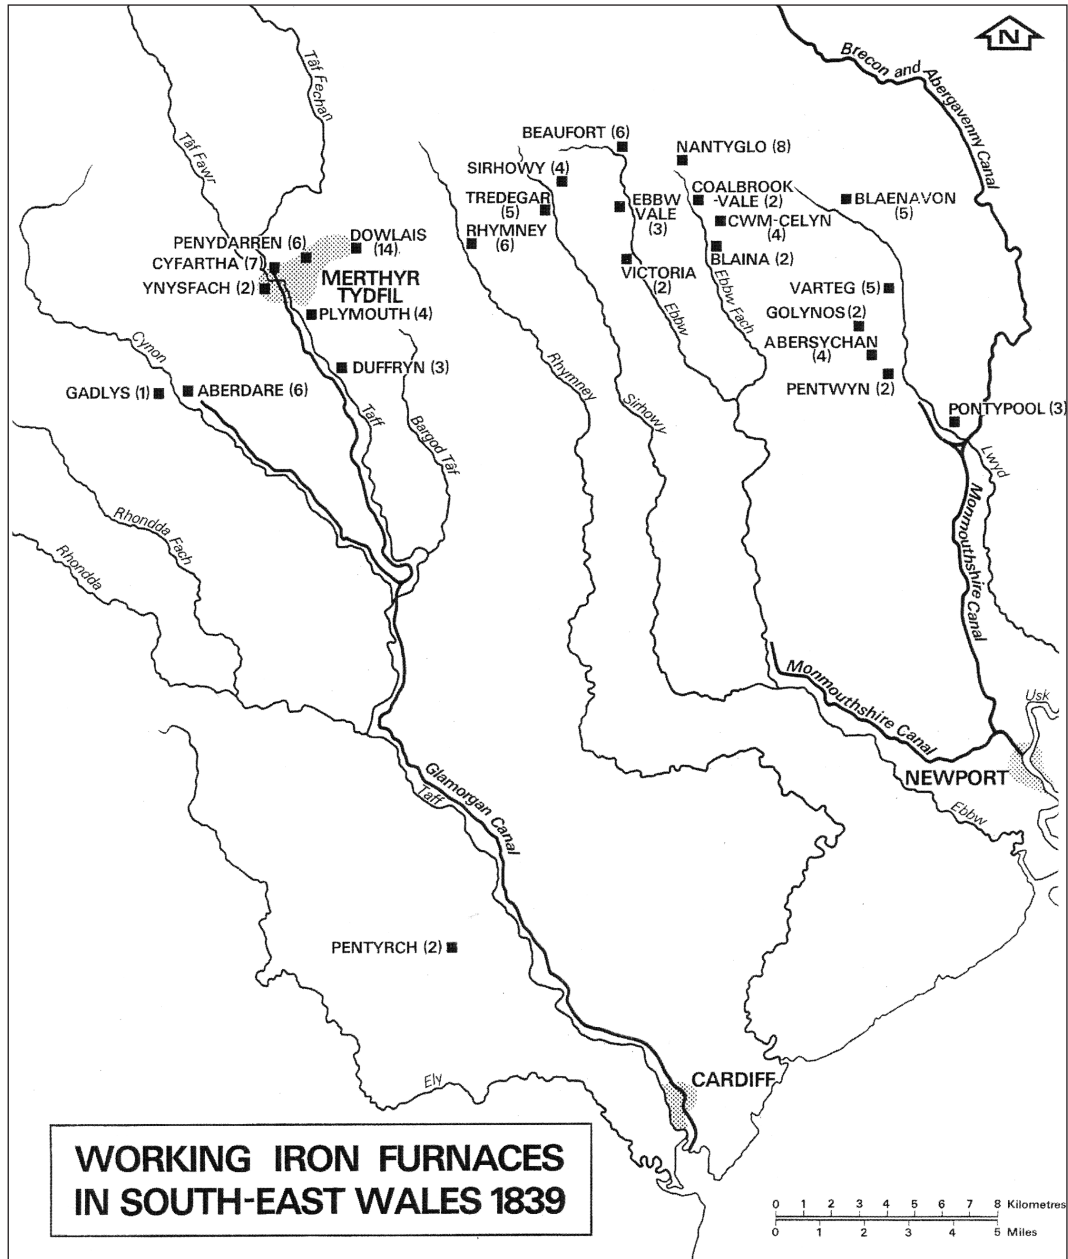 N
Brecon and Abergavenny Canal
Tâf Fechan
Tâf Fawr
BEAUFORT (6)
NANTYGLO (8)
SIRHOWY (4)
COALBROOK
-VALE (2)
TREDEGAR
(5)
EBBW
VALE
(3)
BLAENAVON
(5)
CWM-CELYN
(4)
RHYMNEY
(6)
PENYDARREN (6)
DOWLAIS
(14)
CYFARTHA (7)
BLAINA (2)
VICTORIA
(2)
MERTHYR
TYDFIL
YNYSFACH (2)
VARTEG (5)
PLYMOUTH (4)
GOLYNOS (2)
Ebbw
Ebbw Fach
ABERSYCHAN
(4)
Cynon
DUFFRYN (3)
Rhymney
PENTWYN (2)
GADLYS (1)
ABERDARE (6)
Taff
Sirhowy
PONTYPOOL (3)
Bargod Tâf
Lwyd
Rhondda Fach
Monmouthshire Canal
Rhondda
Monmouthshire Canal
Usk
Glamorgan Canal
Taff
NEWPORT
Ebbw
PENTYRCH (2)
Ely
CARDIFF
WORKING IRON FURNACES
IN SOUTH-EAST WALES 1839
0 1 2 3 4 5 6 7 8 Kilometres
0 1 2 3 4 5 Miles